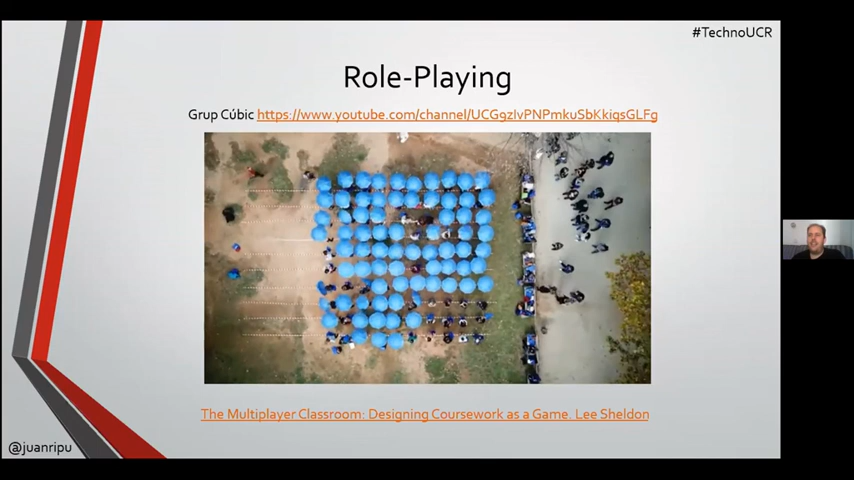 #TechnoUCR
Role-Playing
Grup Cúbic https://www.youtube.com/channel/UCG9zIvPNPmkuSbKkiqsGLFg
The Multiplayer Classroom: Designing Coursework as a Game. Lee Sheldon
@juanripu